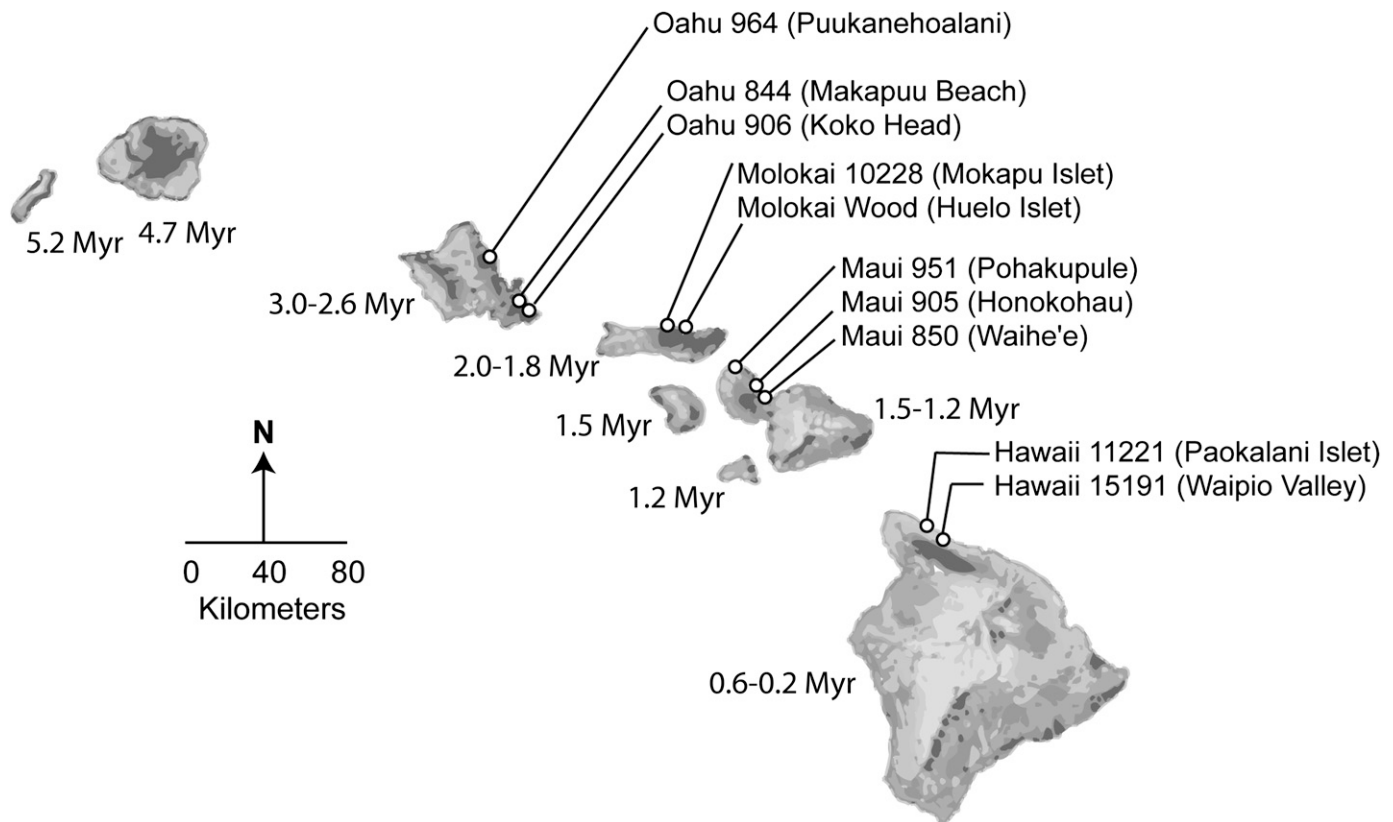 Oahu 964 (Puukanehoalani)
Oahu 844 (Makapuu Beach)
Oahu 906 (Koko Head)
Molokai 10228 (Mokapu Islet)
Molokai Wood (Huelo Islet)
5.2 Myr
4.7 Myr
Maui 951 (Pohakupule)
Maui 905 (Honokohau)
Maui 850 (Waihe'e)
3.0-2.6 Myr
2.0-1.8 Myr
1.5 Myr
1.5-1.2 Myr
N
Hawaii 11221 (Paokalani Islet)
Hawaii 15191 (Waipio Valley)
1.2 Myr
0 40 80
Kilometers
0.6-0.2 Myr